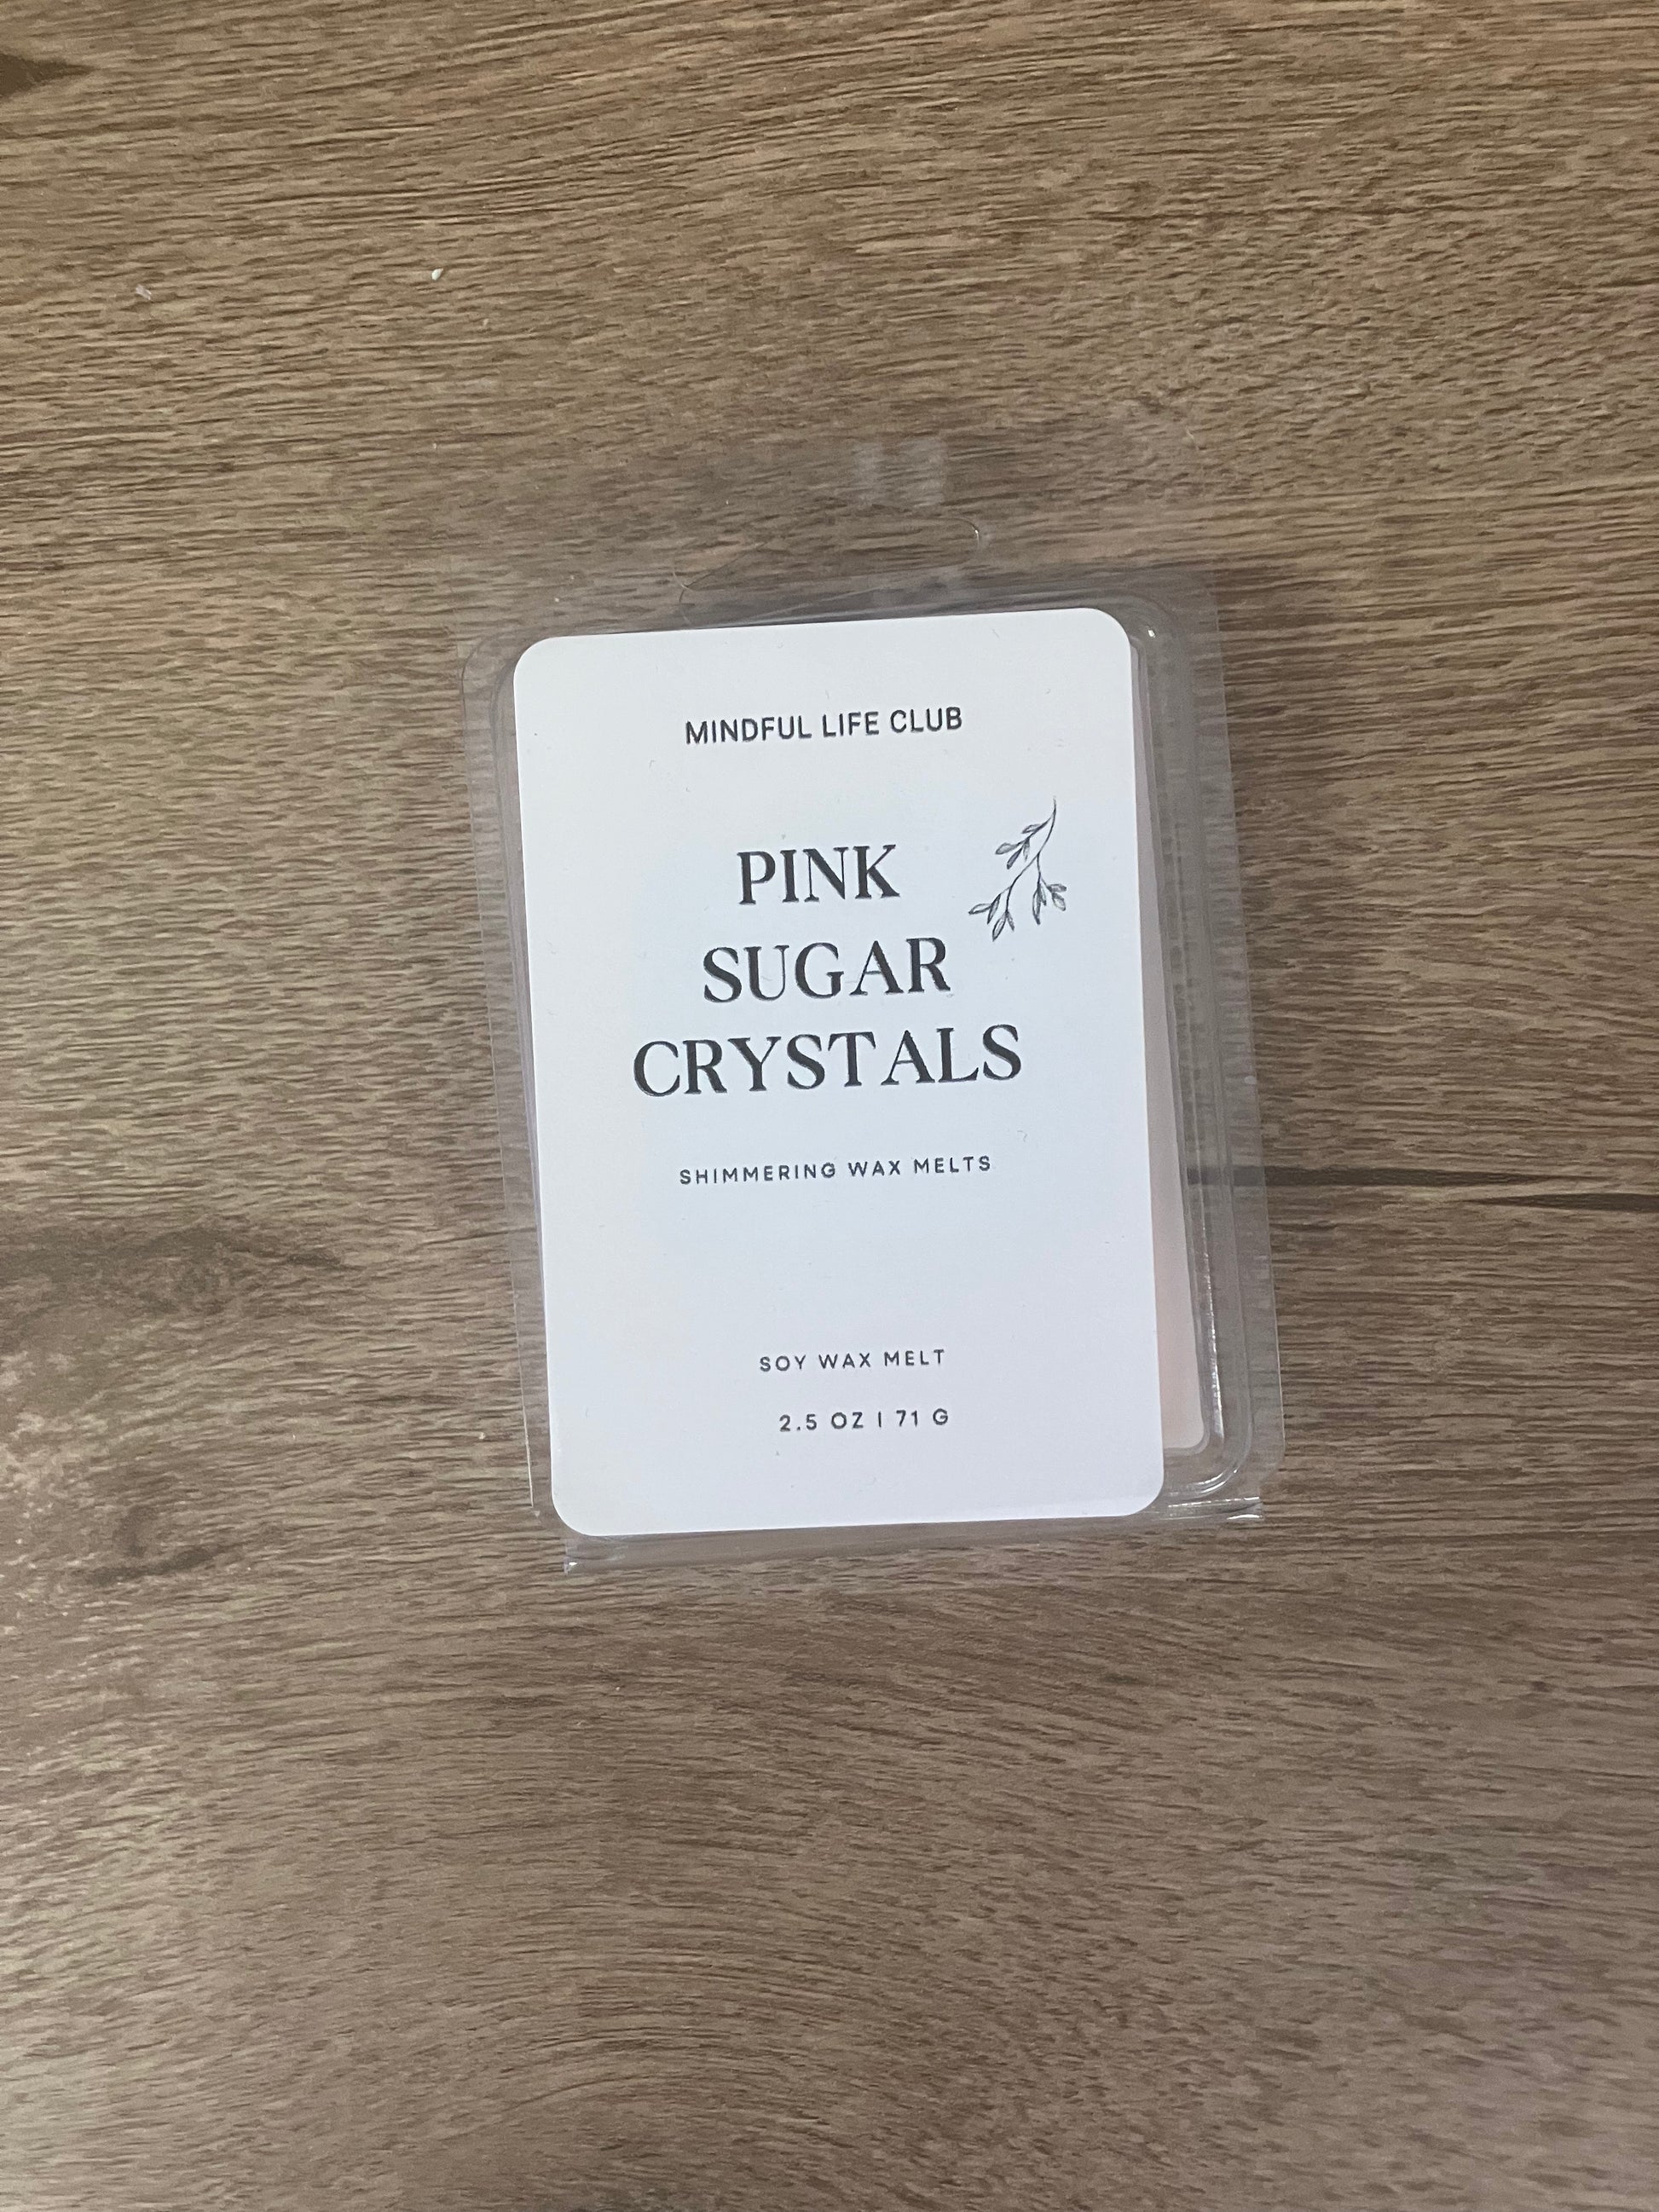 MINDFUL LIFE CLUB
PINK
SUGAR
CRYSTALS
SHIMMERING WAX MELTS
SOY WAX MELT
2.5 OZ | 71 G